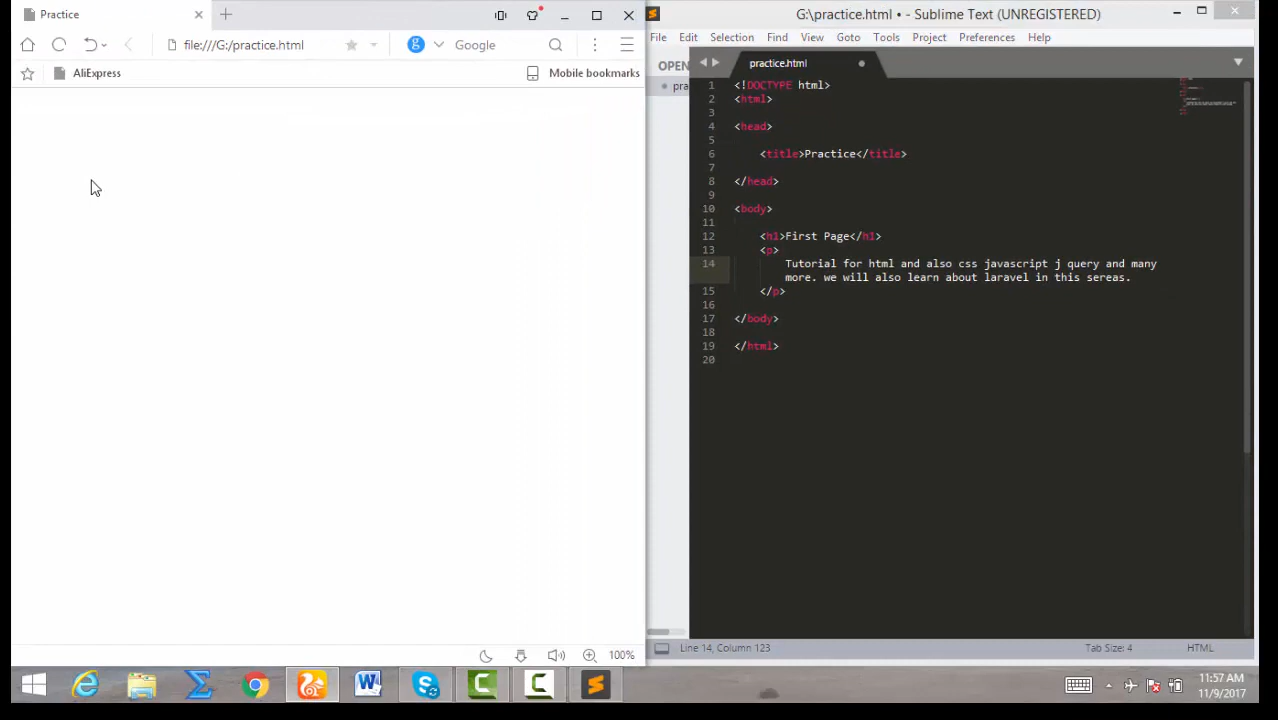 Practice
file:///G:/practice.html
Google
AliExpress
Mobile bookmarks
100%
G:\practice.html • - Sublime Text (UNREGISTERED)
File Edit Selection Find View Goto Tools Project Preferences Help
OPEN
pra
practice.html
1 <!DOCTYPE html>
2 <html>
3
4 <head>
5
6 <title>Practice</title>
7
8 </head>
9
10 <body>
11
12 <h1>First Page</h1>
13 <p>
14 Tutorial for html and also css javascript j query and many
more. we will also learn about laravel in this sereas.
15 </p>
16
17 </body>
18
19 </html>
20
Line 14, Column 123
Tab Size: 4
HTML
11:57 AM
11/9/2017